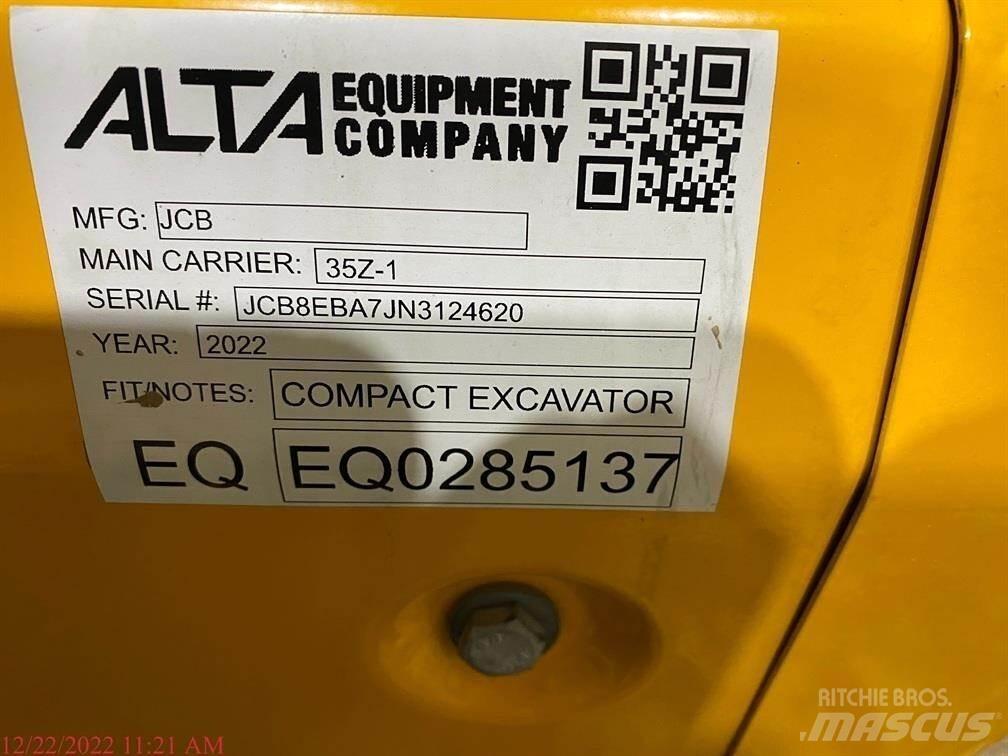 ALTA EQUIPMENT
COMPANY
MFG: JCB
MAIN CARRIER: 35Z-1
SERIAL #: JCB8EBA7JN3124620
YEAR: 2022
FIT/NOTES: COMPACT EXCAVATOR
EQ EQ0285137
RITCHIE BROS.
MASCUS
12/22/2022 11:21 AM